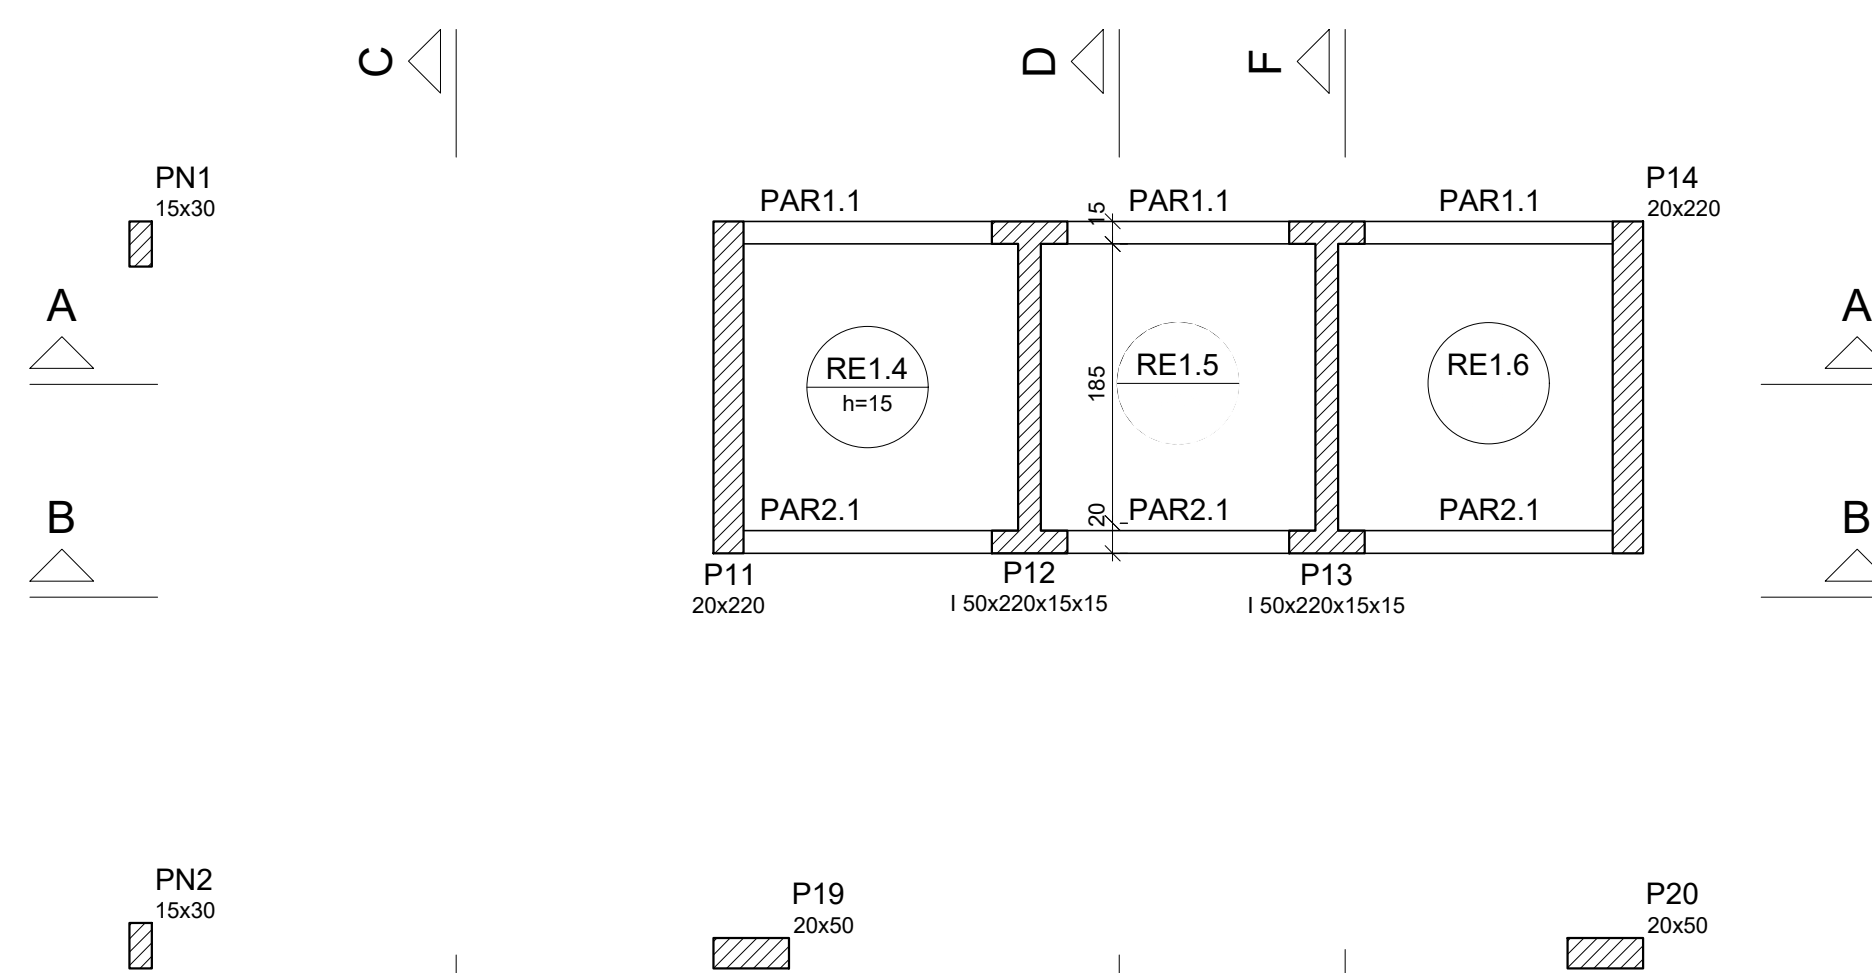 C
D
F
PN1
15x30
PAR1.1
PAR1.1
PAR1.1
P14
20x220
15
A
A
RE1.4
h=15
RE1.5
RE1.6
185
B
B
PAR2.1
20
PAR2.1
PAR2.1
P11
20x220
P12
I 50x220x15x15
P13
I 50x220x15x15
PN2
15x30
P19
20x50
P20
20x50